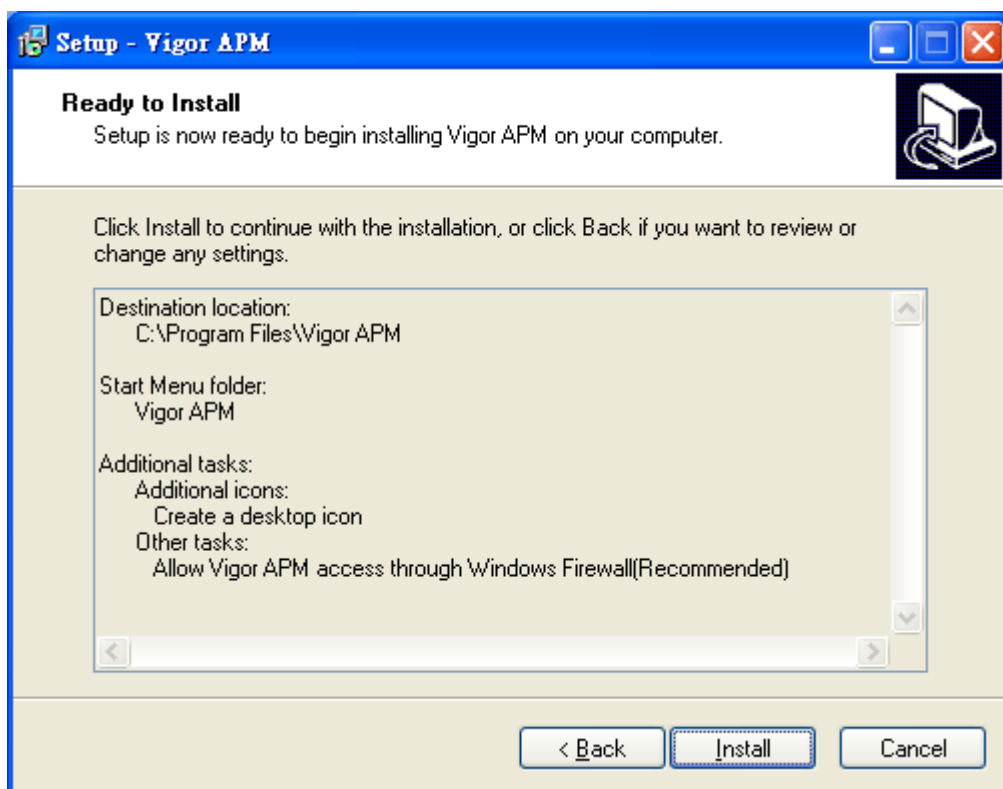 Setup - Vigor APM
Ready to Install
Setup is now ready to begin installing Vigor APM on your computer.
Click Install to continue with the installation, or click Back if you want to review or
change any settings.
Destination location:
C:\Program Files\Vigor APM
Start Menu folder:
Vigor APM
Additional tasks:
Additional icons:
Create a desktop icon
Other tasks:
Allow Vigor APM access through Windows Firewall(Recommended)
< Back
Install
Cancel